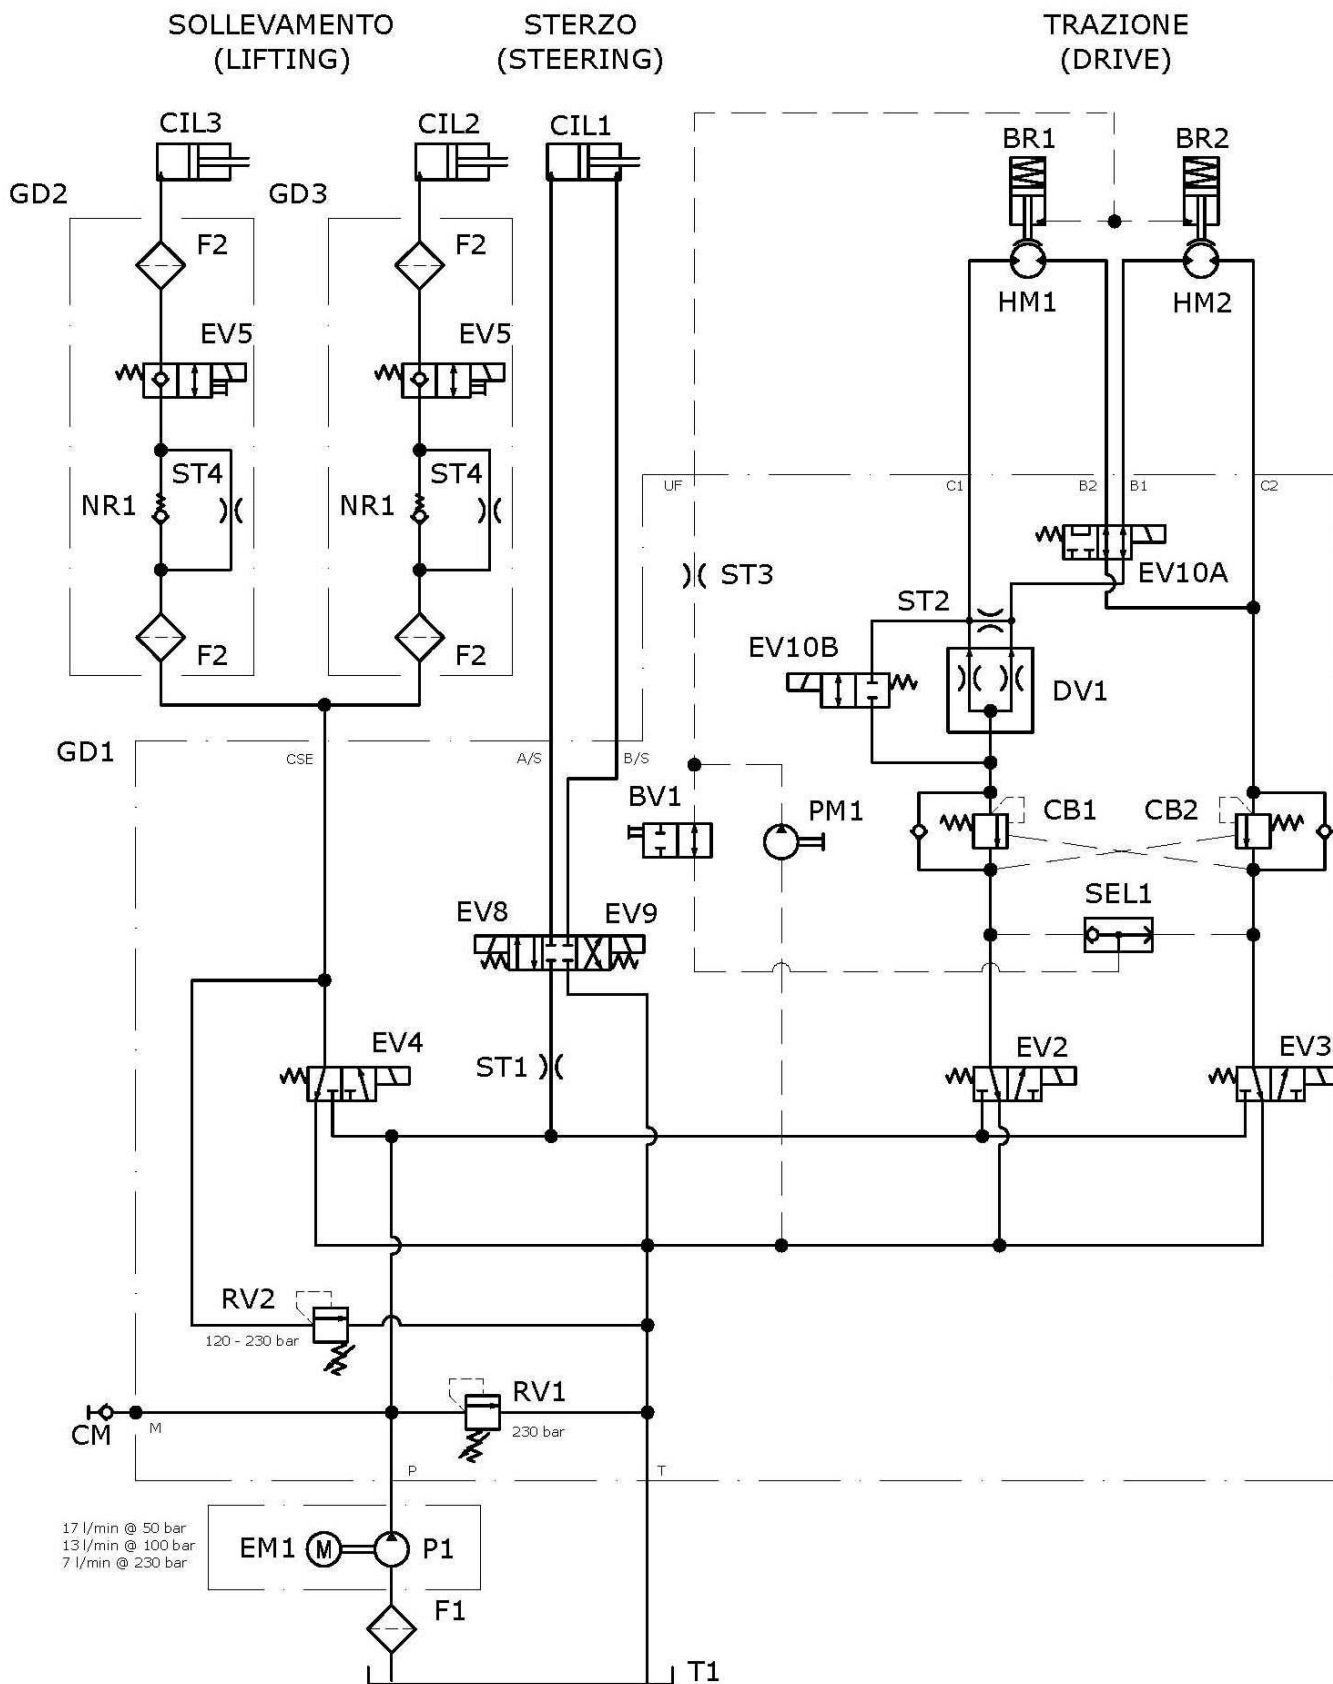 SOLLEVAMENTO
(LIFTING)
STERZO
(STEERING)
TRAZIONE
(DRIVE)
CIL3
CIL2
CIL1
BR1
BR2
GD2
GD3
F2
F2
HM1
HM2
EV5
EV5
ST4
ST4
NR1
NR1
UF
C1
B2
B1
C2
ST3
EV10A
ST2
F2
F2
EV10B
DV1
GD1
CSE
A/S
B/S
BV1
PM1
CB1
CB2
SEL1
EV8
EV9
EV4
ST1
EV2
EV3
RV2
120 - 230 bar
RV1
230 bar
CM
M
P
T
17 l/min @ 50 bar
13 l/min @ 100 bar
7 l/min @ 230 bar
EM1
M
P1
F1
T1